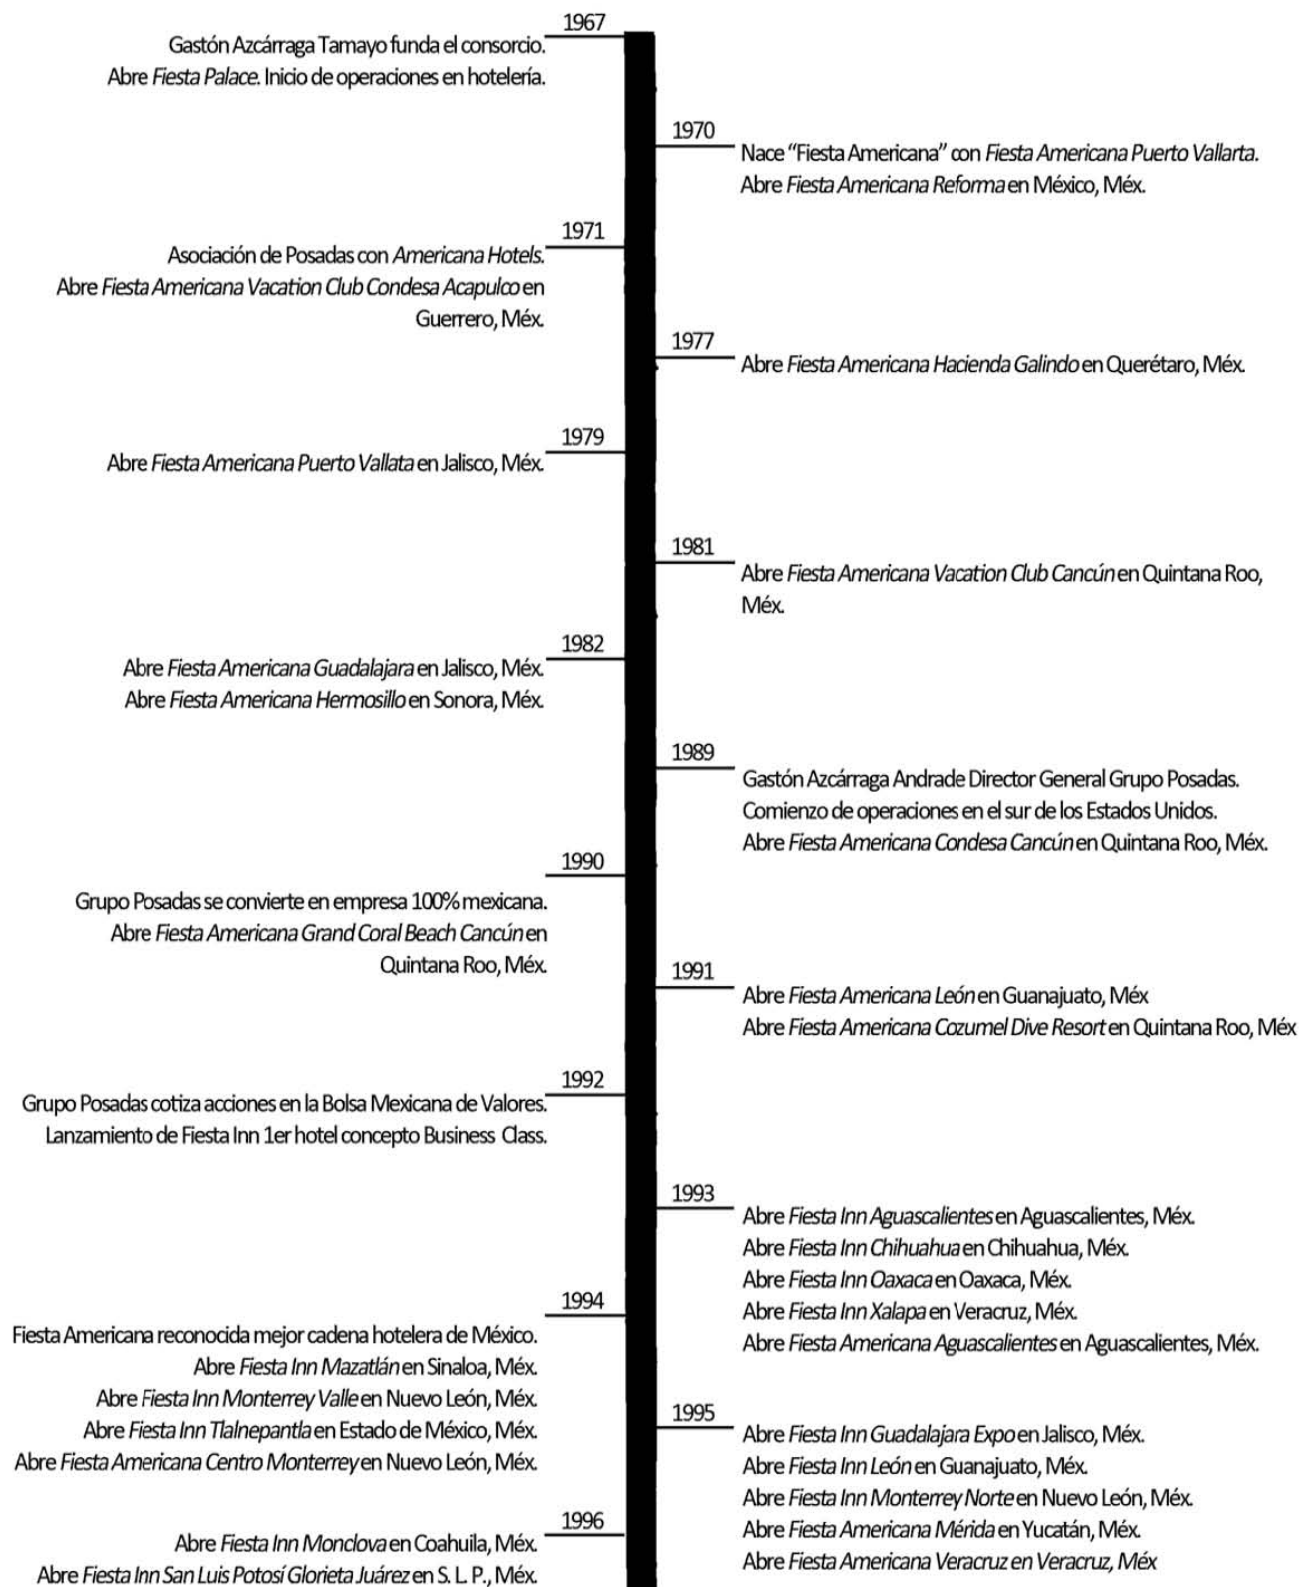 1967
Gastón Azcárraga Tamayo funda el consorcio.
Abre Fiesta Palace. Inicio de operaciones en hotelería.
1970
Nace “Fiesta Americana” con Fiesta Americana Puerto Vallarta.
Abre Fiesta Americana Reforma en México, Méx.
1971
Asociación de Posadas con Americana Hotels.
Abre Fiesta Americana Vacation Club Condesa Acapulco en
Guerrero, Méx.
1977
Abre Fiesta Americana Hacienda Galindo en Querétaro, Méx.
1979
Abre Fiesta Americana Puerto Vallata en Jalisco, Méx.
1981
Abre Fiesta Americana Vacation Club Cancún en Quintana Roo,
Méx.
1982
Abre Fiesta Americana Guadalajara en Jalisco, Méx.
Abre Fiesta Americana Hermosillo en Sonora, Méx.
1989
Gastón Azcárraga Andrade Director General Grupo Posadas.
Comienzo de operaciones en el sur de los Estados Unidos.
Abre Fiesta Americana Condesa Cancún en Quintana Roo, Méx.
1990
Grupo Posadas se convierte en empresa 100% mexicana.
Abre Fiesta Americana Grand Coral Beach Cancún en
Quintana Roo, Méx.
1991
Abre Fiesta Americana León en Guanajuato, Méx
Abre Fiesta Americana Cozumel Dive Resort en Quintana Roo, Méx
1992
Grupo Posadas cotiza acciones en la Bolsa Mexicana de Valores.
Lanzamiento de Fiesta Inn 1er hotel concepto Business Class.
1993
Abre Fiesta Inn Aguascalientes en Aguascalientes, Méx.
Abre Fiesta Inn Chihuahua en Chihuahua, Méx.
Abre Fiesta Inn Oaxaca en Oaxaca, Méx.
Abre Fiesta Inn Xalapa en Veracruz, Méx.
Abre Fiesta Americana Aguascalientes en Aguascalientes, Méx.
1994
Fiesta Americana reconocida mejor cadena hotelera de México.
Abre Fiesta Inn Mazatlán en Sinaloa, Méx.
Abre Fiesta Inn Monterrey Valle en Nuevo León, Méx.
Abre Fiesta Inn Tlalnepantla en Estado de México, Méx.
Abre Fiesta Americana Centro Monterrey en Nuevo León, Méx.
1995
Abre Fiesta Inn Guadalajara Expo en Jalisco, Méx.
Abre Fiesta Inn León en Guanajuato, Méx.
Abre Fiesta Inn Monterrey Norte en Nuevo León, Méx.
Abre Fiesta Americana Mérida en Yucatán, Méx.
Abre Fiesta Americana Veracruz en Veracruz, Méx
1996
Abre Fiesta Inn Monclova en Coahuila, Méx.
Abre Fiesta Inn San Luis Potosí Glorieta Juárez en S. L. P., Méx.